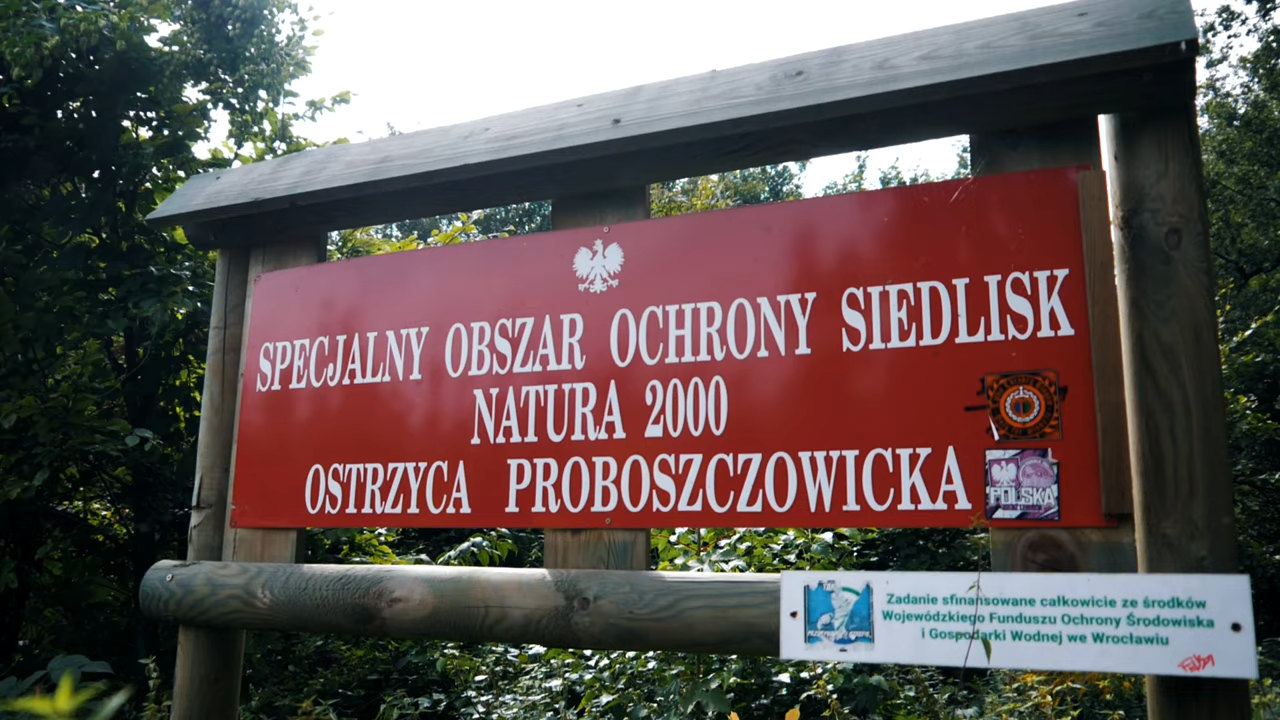 SPECJALNY OBSZAR OCHRONY SIEDLISK
NATURA 2000
OSTRZYCA PROBOSZCZOWICKA
POLSKA
Zadanie sfinansowane całkowicie ze środków
Wojewódzkiego Funduszu Ochrony Środowiska
i Gospodarki Wodnej we Wrocławiu